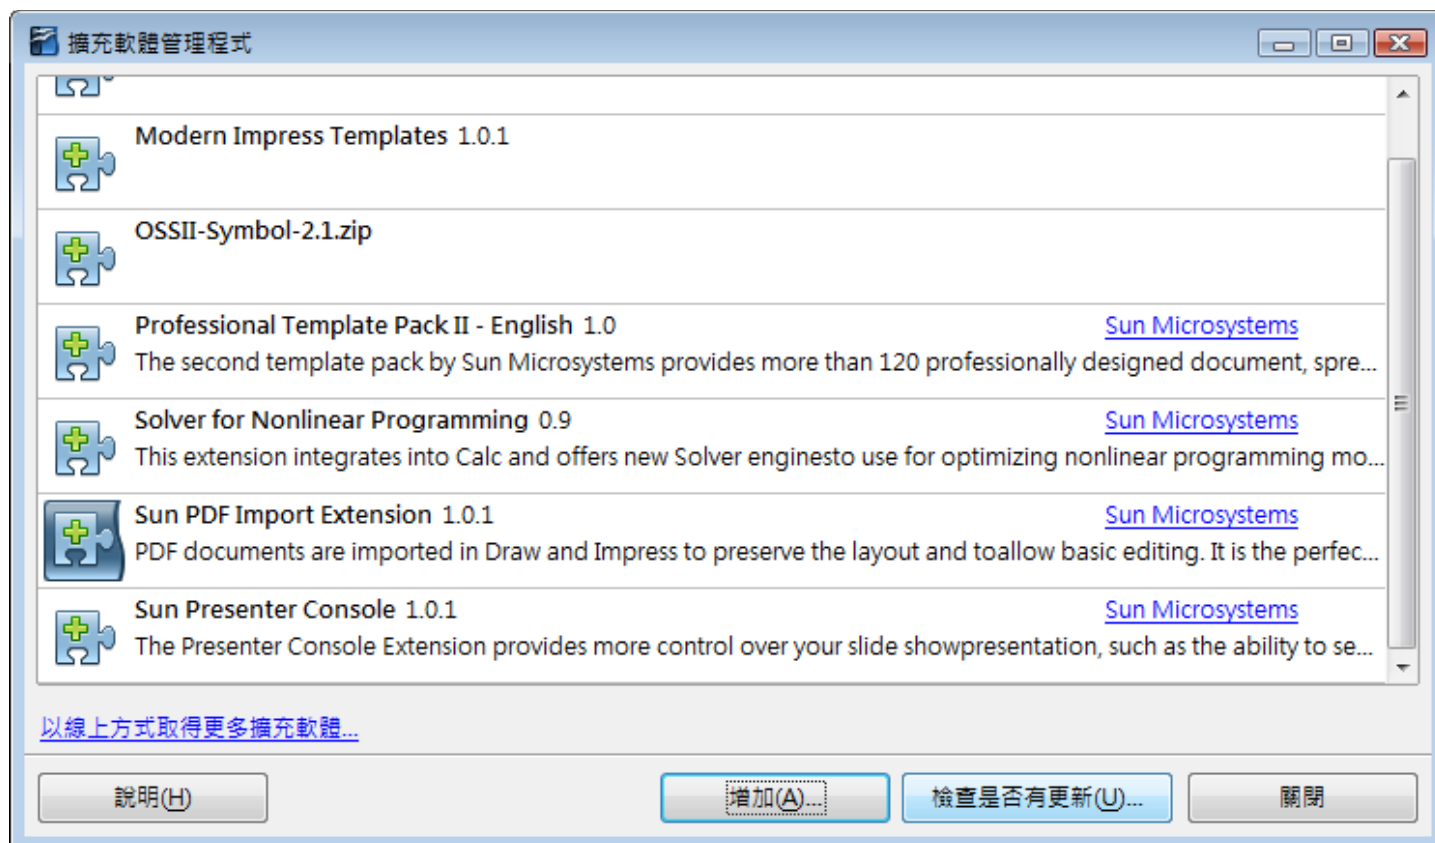 擴充軟體管理程式
Modern Impress Templates 1.0.1
OSSII-Symbol-2.1.zip
Professional Template Pack II - English 1.0 Sun Microsystems
The second template pack by Sun Microsystems provides more than 120 professionally designed document, spre...
Solver for Nonlinear Programming 0.9 Sun Microsystems
This extension integrates into Calc and offers new Solver enginesto use for optimizing nonlinear programming mo...
Sun PDF Import Extension 1.0.1 Sun Microsystems
PDF documents are imported in Draw and Impress to preserve the layout and toallow basic editing. It is the perfec...
Sun Presenter Console 1.0.1 Sun Microsystems
The Presenter Console Extension provides more control over your slide showpresentation, such as the ability to se...
以線上方式取得更多擴充軟體...
說明(H) 增加(A)... 檢查是否有更新(U)... 關閉